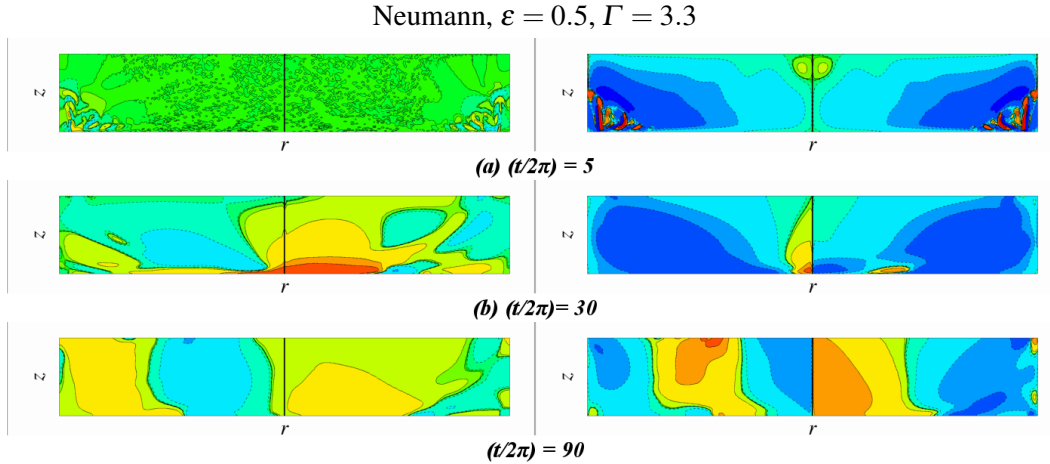 Neumann, ε = 0.5, Γ = 3.3
z
z
r
r
(a) (t/2π) = 5
z
z
r
r
(b) (t/2π)= 30
z
z
r
r
(t/2π) = 90